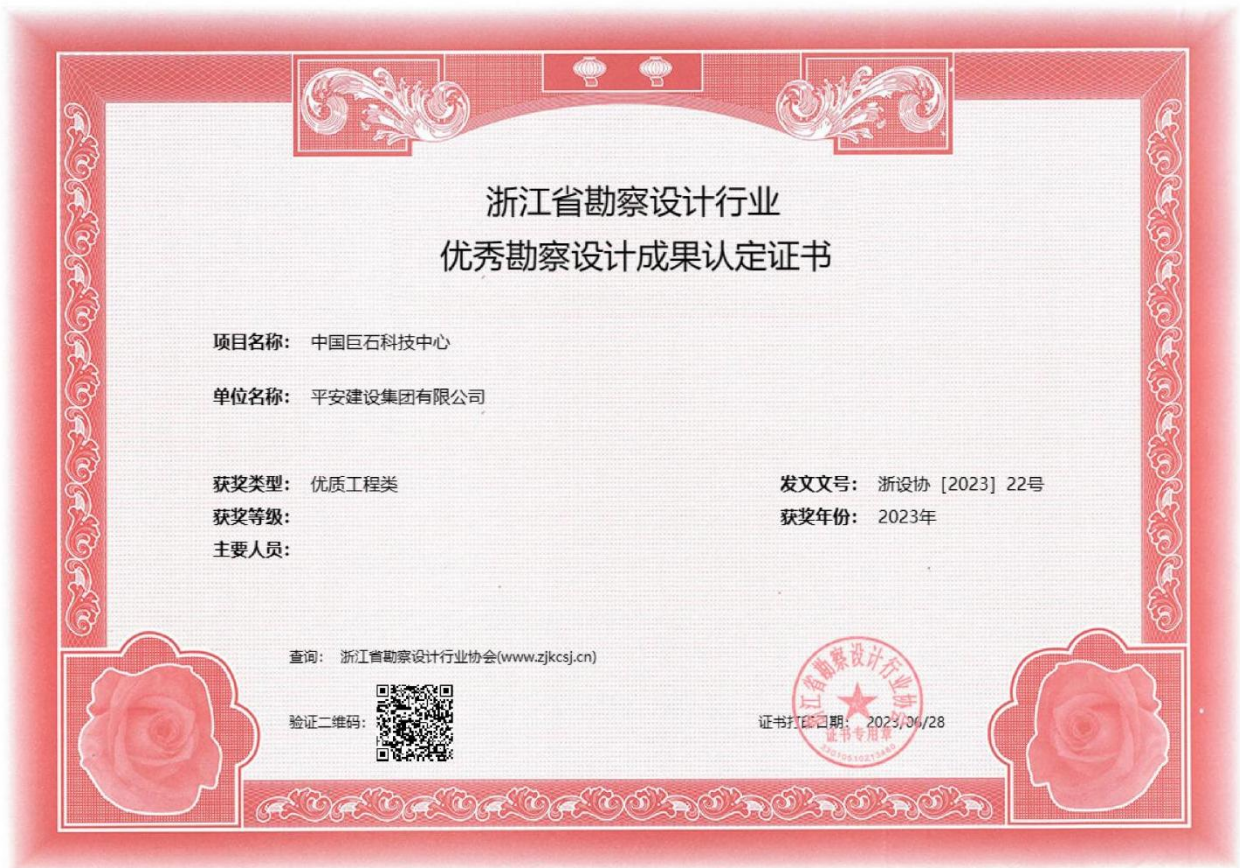 浙江省勘察设计行业
优秀勘察设计成果认定证书
项目名称： 中国巨石科技中心
单位名称： 平安建设集团有限公司
获奖类型： 优质工程类
发文文号： 浙设协［2023］22号
获奖等级：
获奖年份： 2023年
主要人员：
查询： 浙江省勘察设计行业协会(www.zjkcsj.cn)
验证二维码：
证书打印日期： 2023/06/28
浙江省勘察设计行业协会
证书专用章